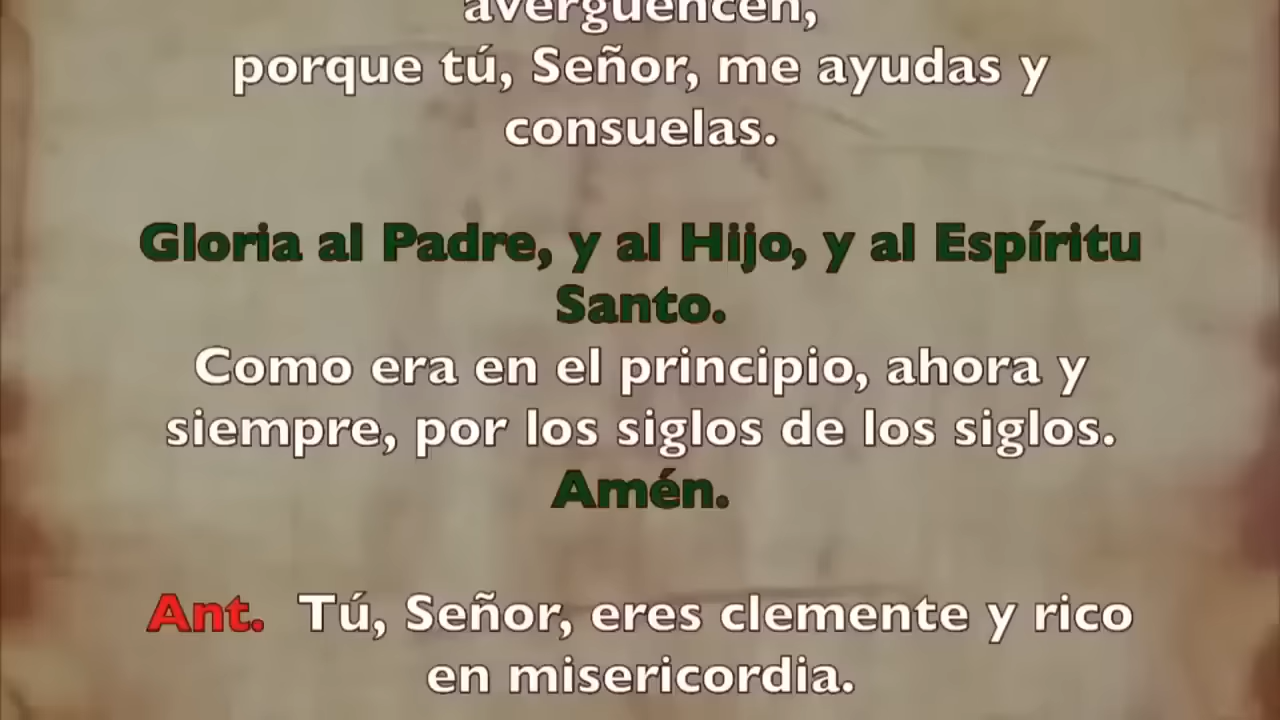 avergüencen,
porque tú, Señor, me ayudas y
consuelas.
Gloria al Padre, y al Hijo, y al Espíritu
Santo.
Como era en el principio, ahora y
siempre, por los siglos de los siglos.
Amén.
Ant. Tú, Señor, eres clemente y rico
en misericordia.